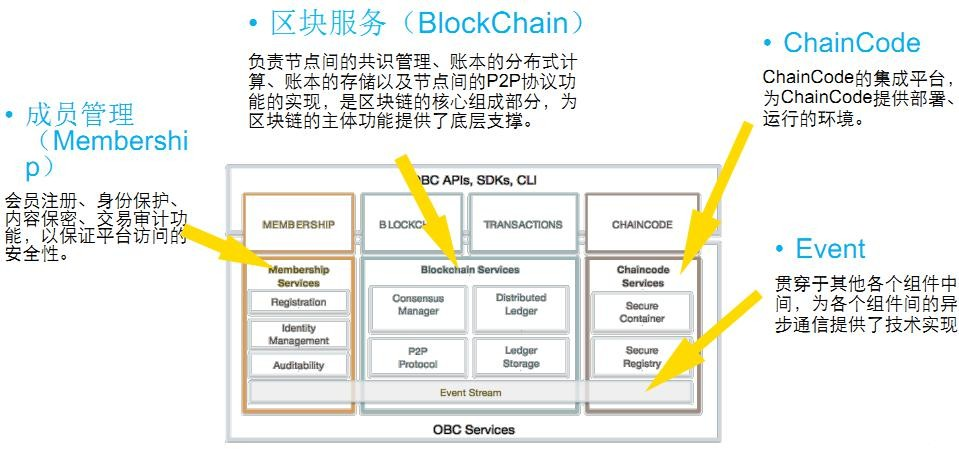 • 区块服务（BlockChain）
负责节点间的共识管理、账本的分布式计
算、账本的存储以及节点间的P2P协议功
能的实现，是区块链的核心组成部分，为
区块链的主体功能提供了底层支撑。
• ChainCode
ChainCode的集成平台，
为ChainCode提供部署、
运行的环境。
• 成员管理
（Membershi
p）
会员注册、身份保护、
内容保密、交易审计功
能，以保证平台访问的
安全性。
• Event
贯穿于其他各个组件中
间，为各个组件间的异
步通信提供了技术实现
OBC APIs, SDKs, CLI
MEMBERSHIP
BLOCKCHAIN
TRANSACTIONS
CHAINCODE
Membership
Services
Registration
Identity
Management
Auditability
Blockchain Services
Consensus
Manager
Distributed
Ledger
P2P
Protocol
Ledger
Storage
Chaincode
Services
Secure
Container
Secure
Registry
Event Stream
OBC Services